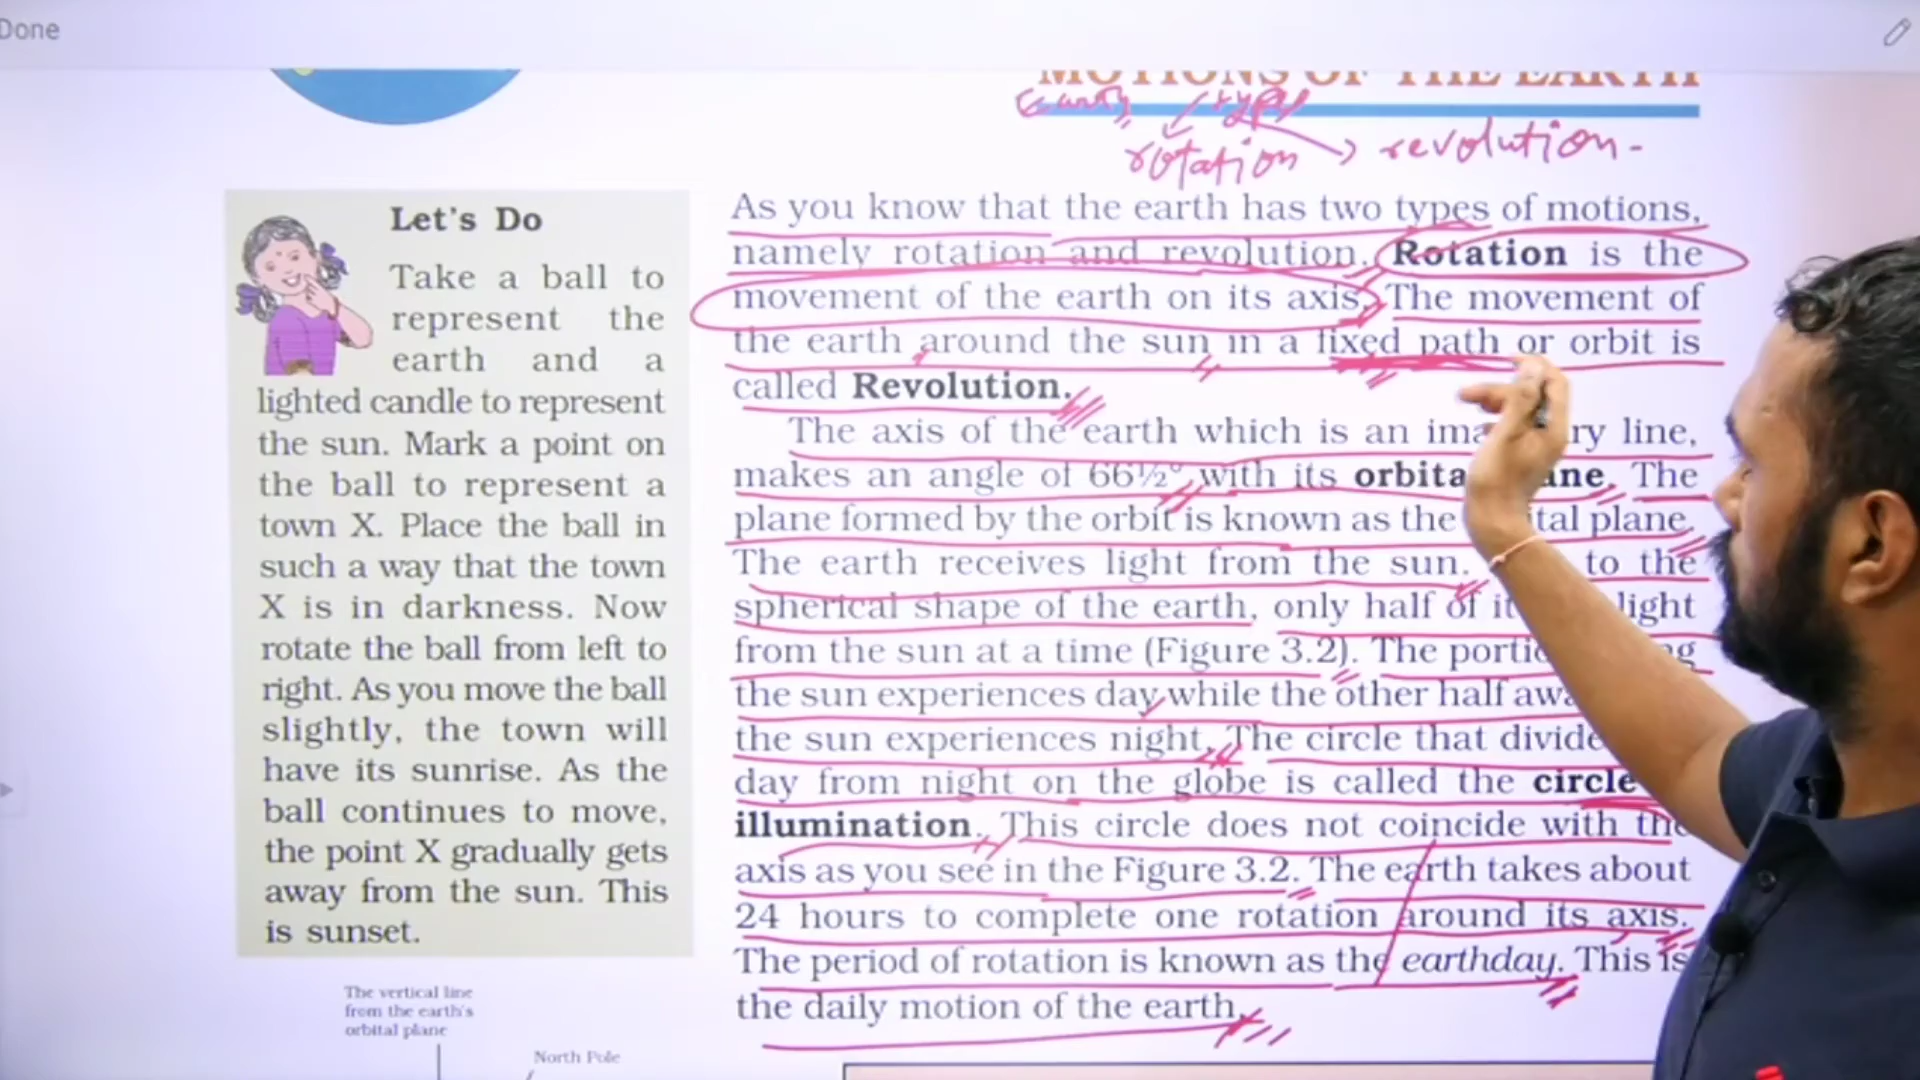 Done
MOTIONS OF THE EARTH
Earth, types
rotation revolution-
Let's Do
Take a ball to
represent the
earth and a
lighted candle to represent
the sun. Mark a point on
the ball to represent a
town X. Place the ball in
such a way that the town
X is in darkness. Now
rotate the ball from left to
right. As you move the ball
slightly, the town will
have its sunrise. As the
ball continues to move,
the point X gradually gets
away from the sun. This
is sunset.
The vertical line
from the earth's
orbital plane
North Pole
As you know that the earth has two types of motions,
namely rotation and revolution. Rotation is the
movement of the earth on its axis. The movement of
the earth around the sun in a fixed path or orbit is
called Revolution.
The axis of the earth which is an line,
makes an angle of 66½° with its The
plane formed by the orbit is known as the plane.
The earth receives light from the sun. to the
spherical shape of the earth, only half of light
from the sun at a time (Figure 3.2). The
the sun experiences day while the other half
the sun experiences night. The circle that
day from night on the globe is called the circle
illumination. This circle does not coincide with the
axis as you see in the Figure 3.2. The earth takes about
24 hours to complete one rotation around its axis.
The period of rotation is known as the earthday. This is
the daily motion of the earth.